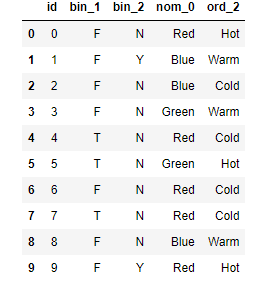 id bin_1 bin_2 nom_0 ord_2
0 0 F N Red Hot
1 1 F Y Blue Warm
2 2 F N Blue Cold
3 3 F N Green Warm
4 4 T N Red Cold
5 5 T N Green Hot
6 6 F N Red Cold
7 7 T N Red Cold
8 8 F N Blue Warm
9 9 F Y Red Hot